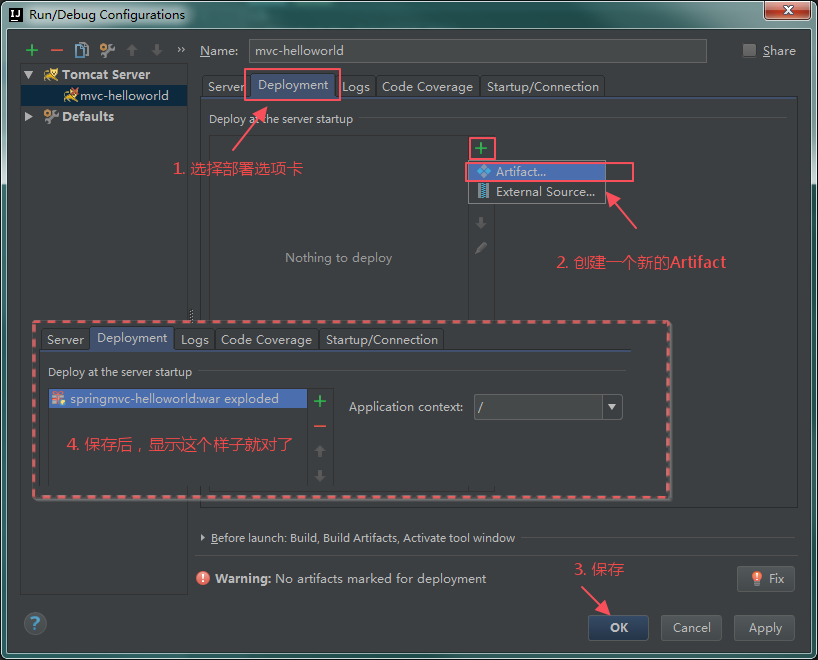 Run/Debug Configurations
Name: mvc-helloworld
Share
Tomcat Server
mvc-helloworld
Defaults
Server Deployment Logs Code Coverage Startup/Connection
Deploy at the server startup
1. 选择部署选项卡
Artifact...
External Source...
Nothing to deploy
2. 创建一个新的Artifact
Server Deployment Logs Code Coverage Startup/Connection
Deploy at the server startup
springmvc-helloworld:war exploded
Application context: /
4. 保存后，显示这个样子就对了
Before launch: Build, Build Artifacts, Activate tool window
Warning: No artifacts marked for deployment
3. 保存
Fix
?
OK Cancel Apply